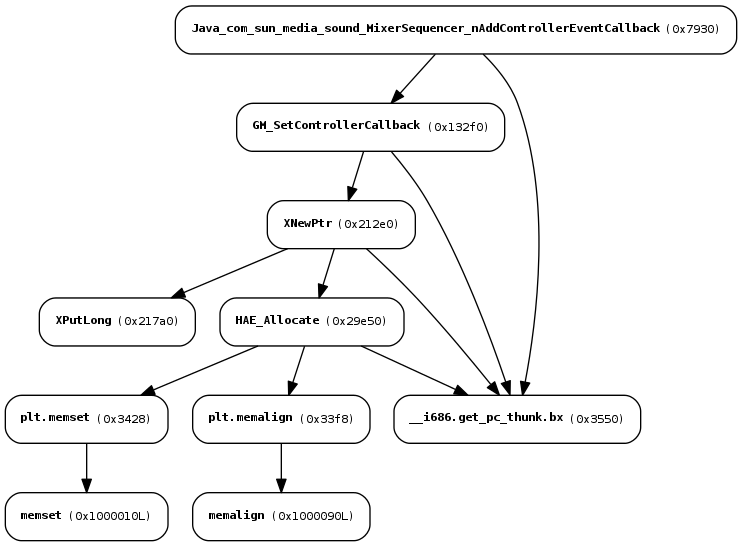 Java_com_sun_media_sound_MixerSequencer_nAddControllerEventCallback (0x7930)
GM_SetControllerCallback (0x132f0)
XNewPtr (0x212e0)
XPutLong (0x217a0)
HAE_Allocate (0x29e50)
plt.memset (0x3428)
plt.memalign (0x33f8)
__i686.get_pc_thunk.bx (0x3550)
memset (0x1000010L)
memalign (0x1000090L)